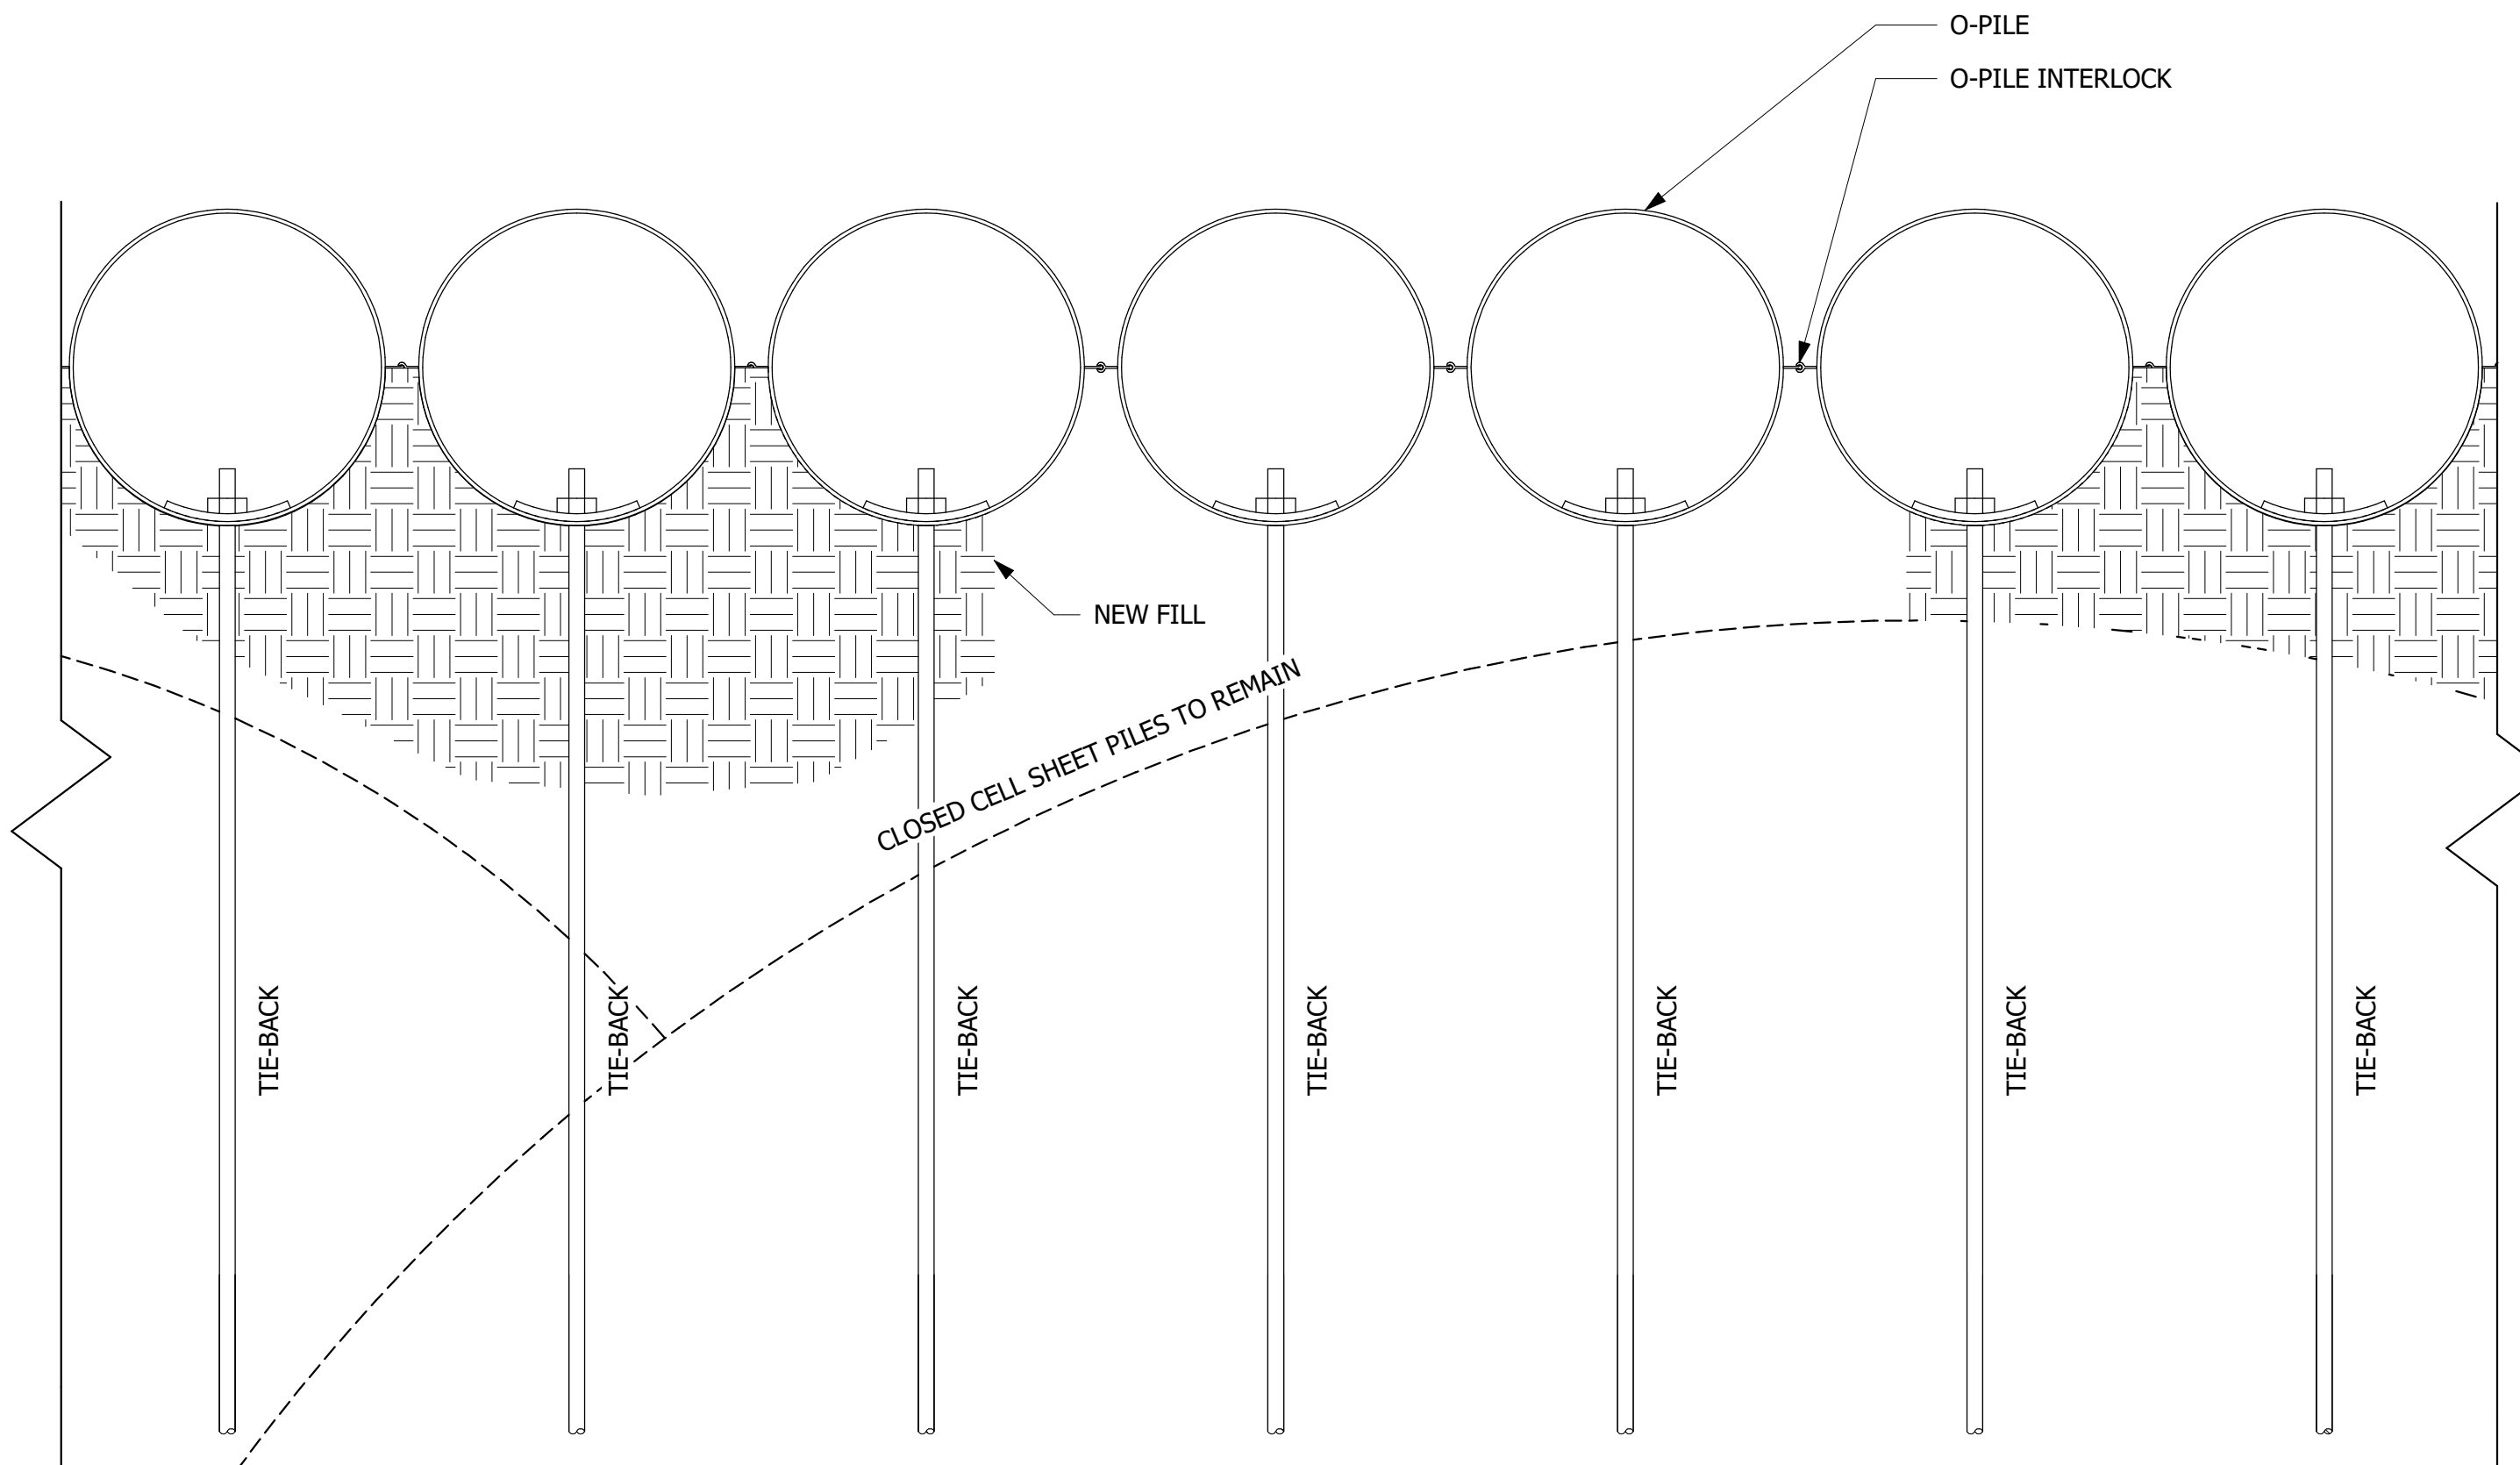 O-PILE
O-PILE INTERLOCK
NEW FILL
CLOSED CELL SHEET PILES TO REMAIN
TIE-BACK
TIE-BACK
TIE-BACK
TIE-BACK
TIE-BACK
TIE-BACK
TIE-BACK